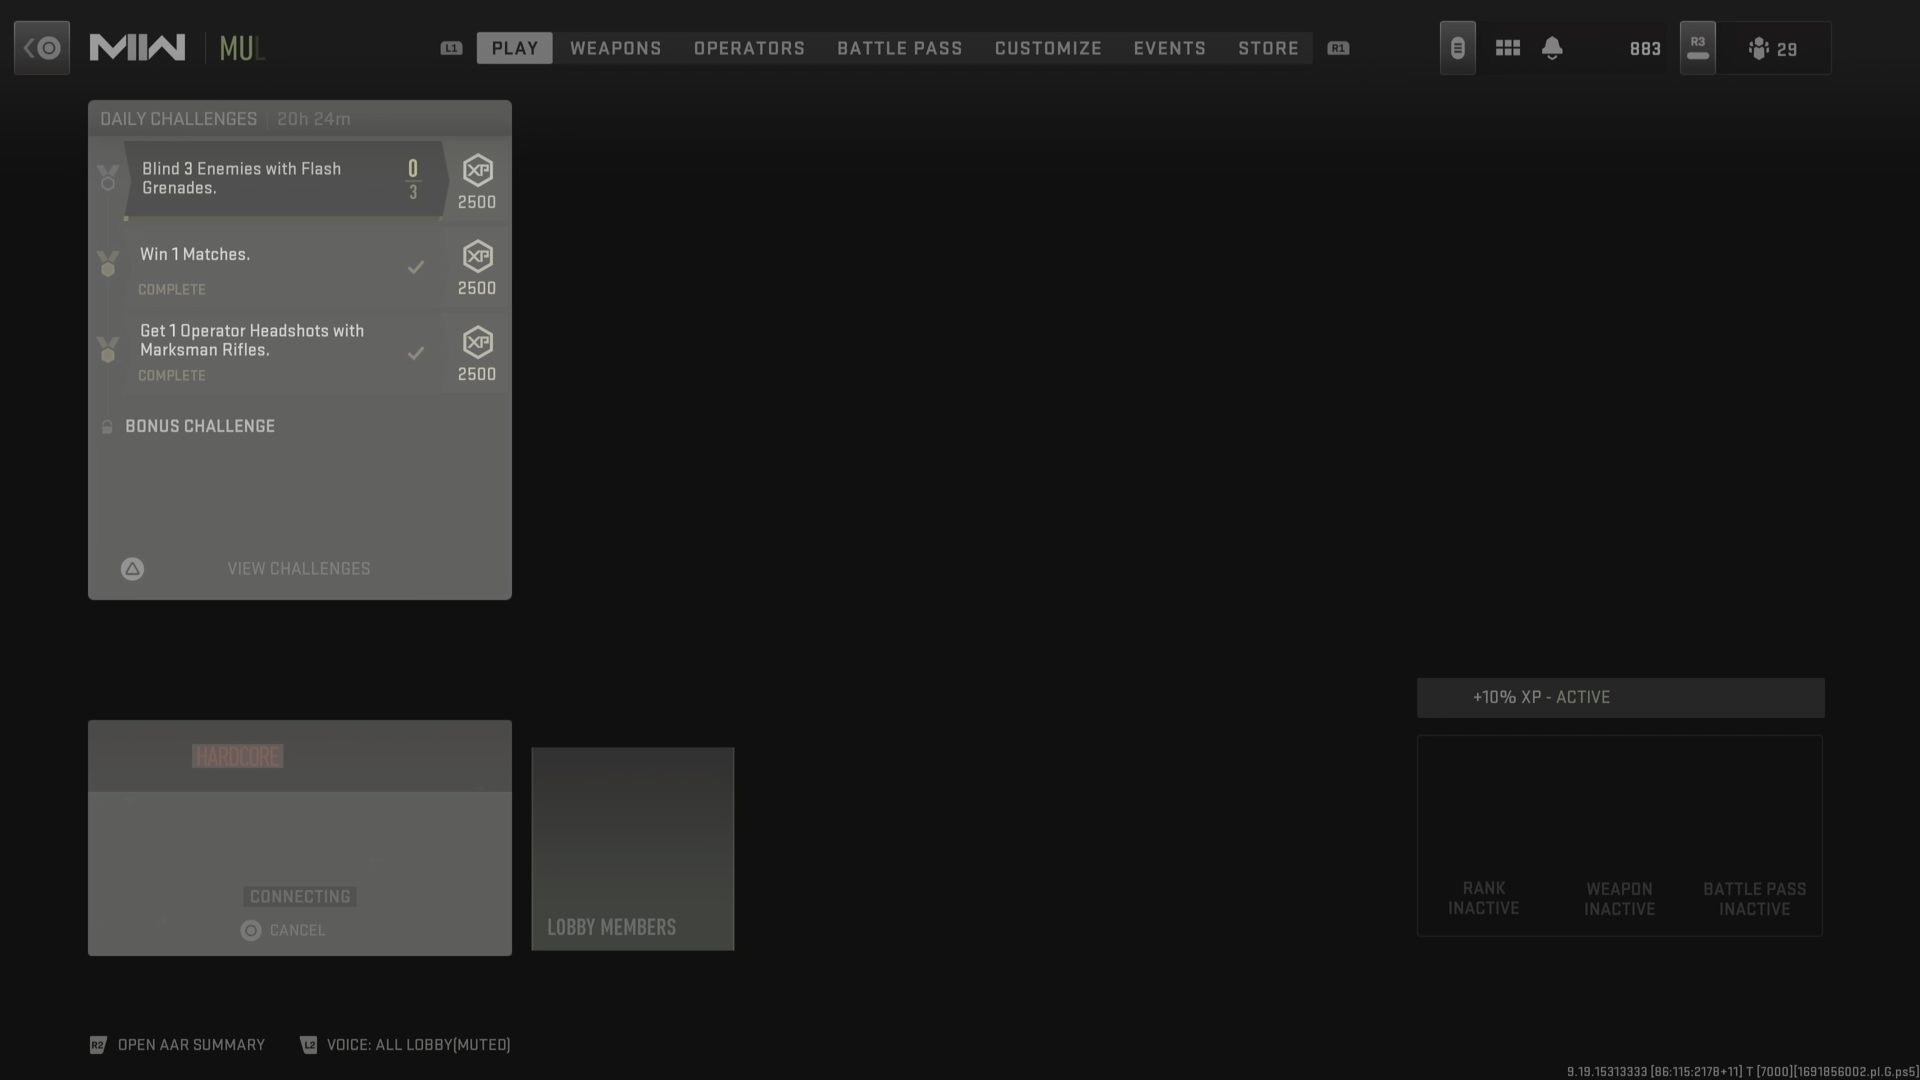 MW MUL
L1 PLAY WEAPONS OPERATORS BATTLE PASS CUSTOMIZE EVENTS STORE R1
883 R3 29
DAILY CHALLENGES 20h 24m
Blind 3 Enemies with Flash
Grenades.
0
3
XP
2500
Win 1 Matches.
COMPLETE
XP
2500
Get 1 Operator Headshots with
Marksman Rifles.
COMPLETE
XP
2500
BONUS CHALLENGE
VIEW CHALLENGES
+10% XP - ACTIVE
HARDCORE
CONNECTING
CANCEL
LOBBY MEMBERS
RANK
INACTIVE
WEAPON
INACTIVE
BATTLE PASS
INACTIVE
R2 OPEN AAR SUMMARY L2 VOICE: ALL LOBBY(MUTED)
9.19.15313333 [86:115:2178+11] T [7000][1691856002.pl.G.ps5]